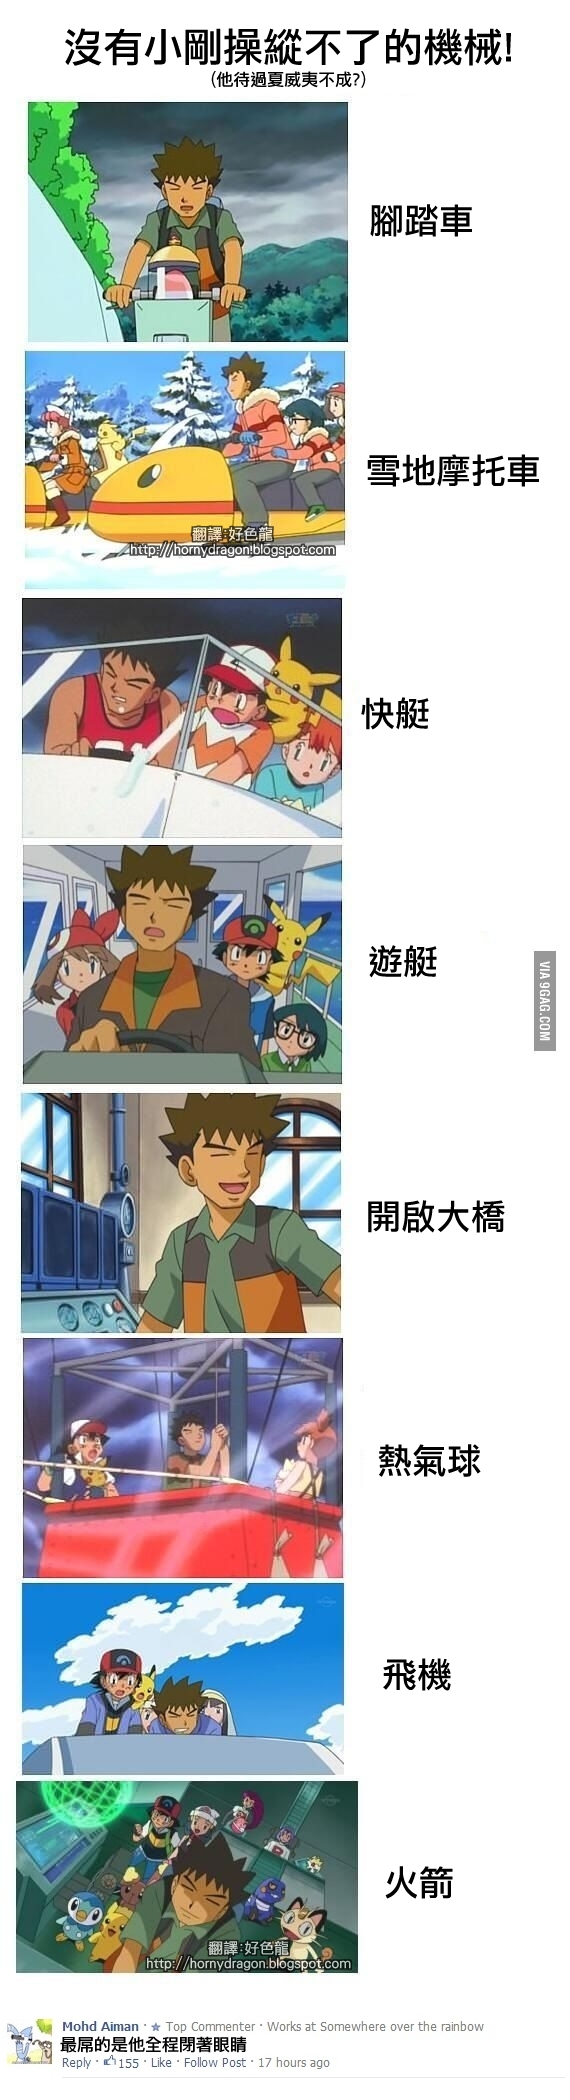 沒有小剛操縱不了的機械!
(他待過夏威夷不成?)
腳踏車
雪地摩托車
翻譯:好色龍
http://hornydragon.blogspot.com
快艇
遊艇
VIA 9GAG.COM
開啟大橋
熱氣球
飛機
火箭
翻譯:好色龍
http://hornydragon.blogspot.com
Mohd Aiman · Top Commenter · Works at Somewhere over the rainbow
最屌的是他全程閉著眼睛
Reply · 155 · Like · Follow Post · 17 hours ago